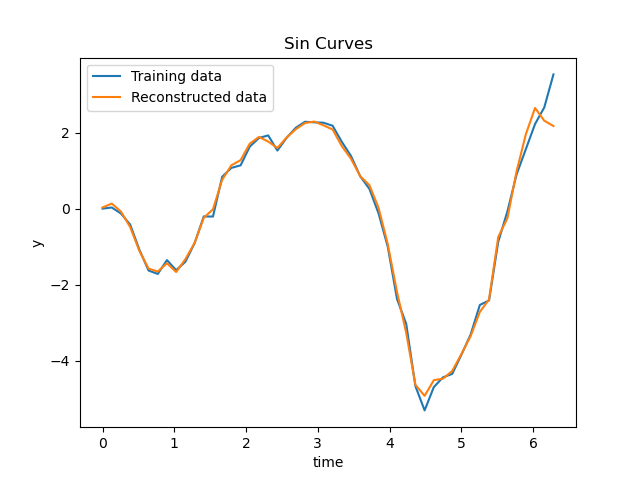 Sin Curves
Training data
Reconstructed data
y
2
0
−2
−4
0 1 2 3 4 5 6
time